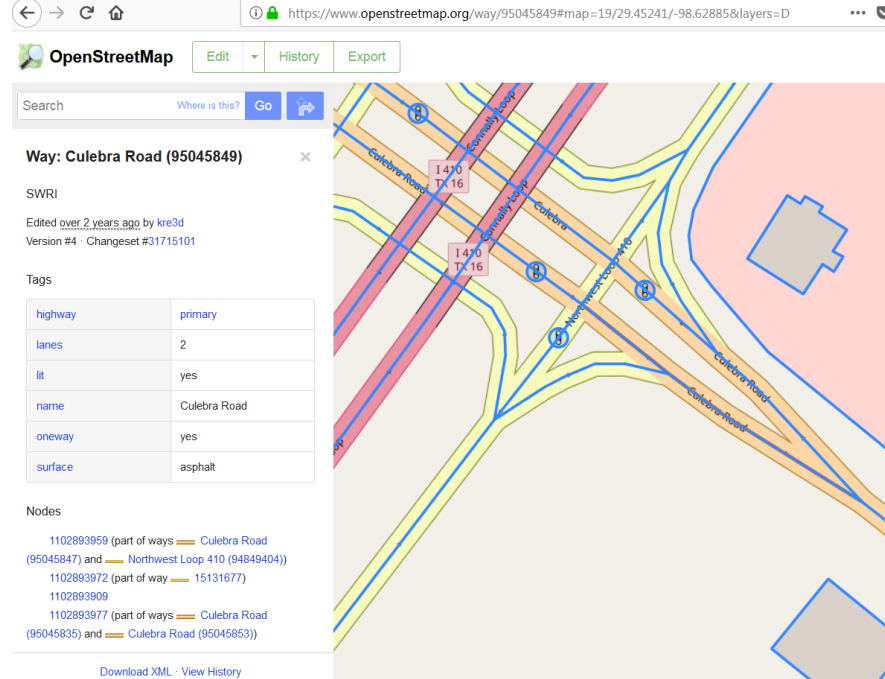 https://www.openstreetmap.org/way/95045849#map=19/29.45241/-98.62885&layers=D
OpenStreetMap
Edit
History
Export
Search
Where is this?
Go
Way: Culebra Road (95045849)
×
SWRI
Edited over 2 years ago by kre3d
Version #4 · Changeset #31715101
Tags
highway primary
lanes 2
lit yes
name Culebra Road
oneway yes
surface asphalt
Nodes
1102893959 (part of ways Culebra Road
(95045847) and Northwest Loop 410 (94849404))
1102893972 (part of way 15131677)
1102893909
1102893977 (part of ways Culebra Road
(95045835) and Culebra Road (95045853))
Download XML · View History
Connally Loop
Culebra Road
I 410
TX 16
Connally Loop
Culebra
I 410
TX 16
Northwest Loop 410
Culebra Road
Culebra Road